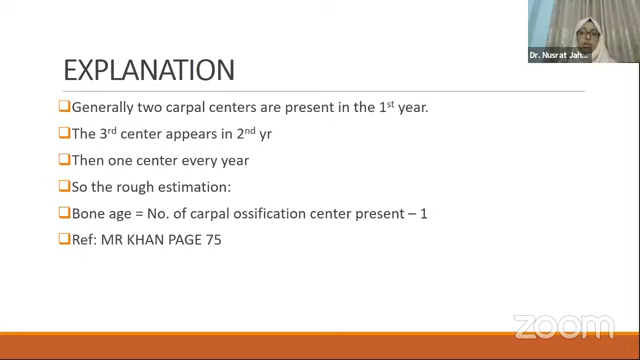 Dr. Nusrat Jah...
EXPLANATION
Generally two carpal centers are present in the 1st year.
The 3rd center appears in 2nd yr
Then one center every year
So the rough estimation:
Bone age = No. of carpal ossification center present – 1
Ref: MR KHAN PAGE 75
zoom